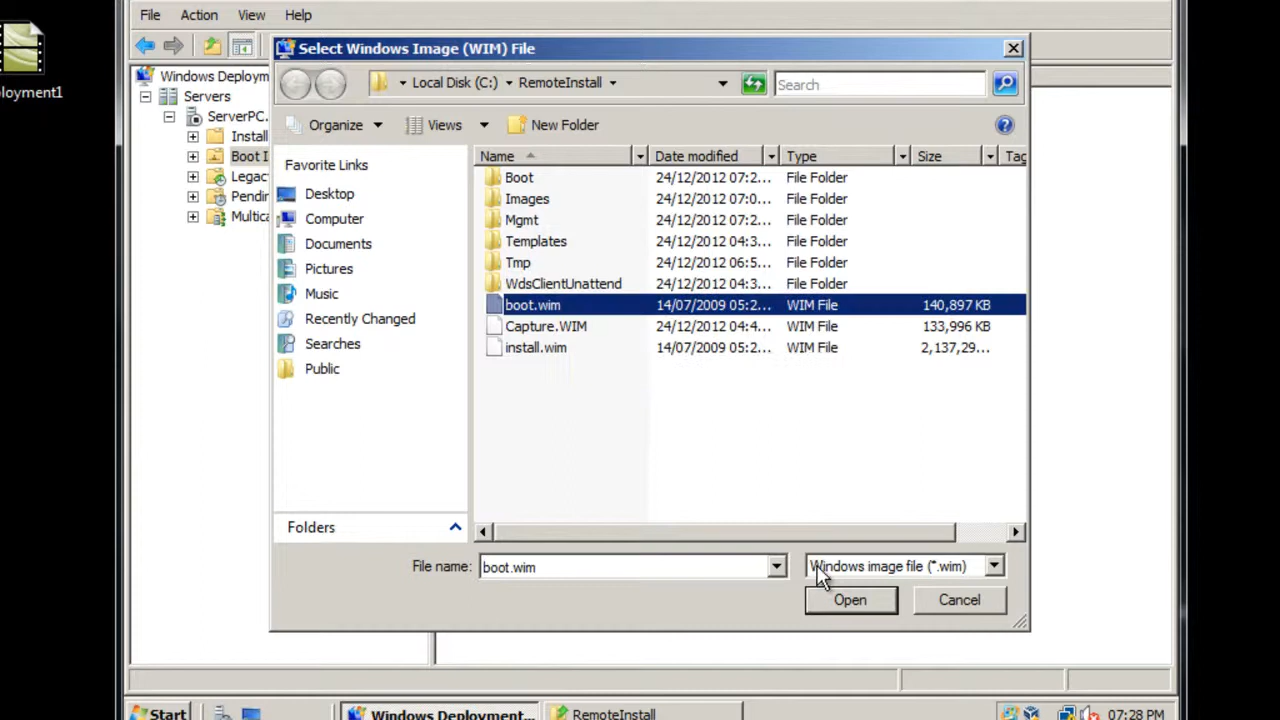 File Action View Help
Select Windows Image (WIM) File
Local Disk (C:) RemoteInstall Search
Organize Views New Folder
loyment1
Windows Deploym
Servers
ServerPC.
Install
Boot I
Legac
Pendin
Multica
Favorite Links
Desktop
Computer
Documents
Pictures
Music
Recently Changed
Searches
Public
Folders
Name Date modified Type Size Tag
Boot 24/12/2012 07:2... File Folder
Images 24/12/2012 07:0... File Folder
Mgmt 24/12/2012 07:2... File Folder
Templates 24/12/2012 04:3... File Folder
Tmp 24/12/2012 06:5... File Folder
WdsClientUnattend 24/12/2012 04:3... File Folder
boot.wim 14/07/2009 05:2... WIM File 140,897 KB
Capture.WIM 24/12/2012 04:4... WIM File 133,996 KB
install.wim 14/07/2009 05:2... WIM File 2,137,29...
File name: boot.wim Windows image file (*.wim)
Open Cancel
Start Windows Deployment... RemoteInstall 07:28 PM